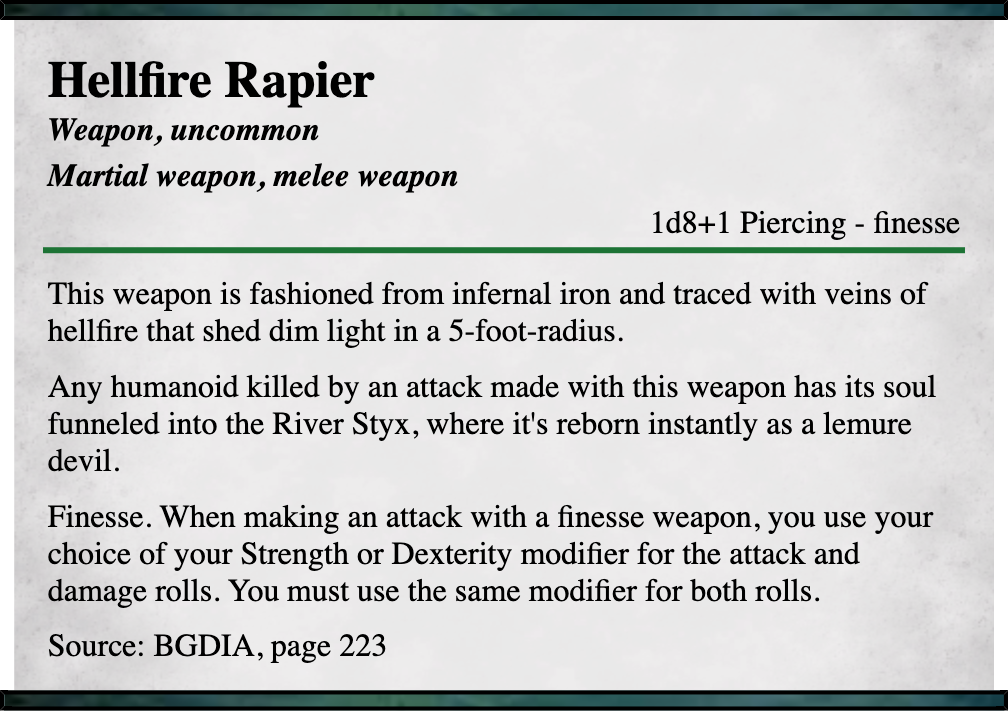 Hellfire Rapier
Weapon, uncommon
Martial weapon, melee weapon
1d8+1 Piercing - finesse
This weapon is fashioned from infernal iron and traced with veins of
hellfire that shed dim light in a 5-foot-radius.
Any humanoid killed by an attack made with this weapon has its soul
funneled into the River Styx, where it's reborn instantly as a lemure
devil.
Finesse. When making an attack with a finesse weapon, you use your
choice of your Strength or Dexterity modifier for the attack and
damage rolls. You must use the same modifier for both rolls.
Source: BGDIA, page 223